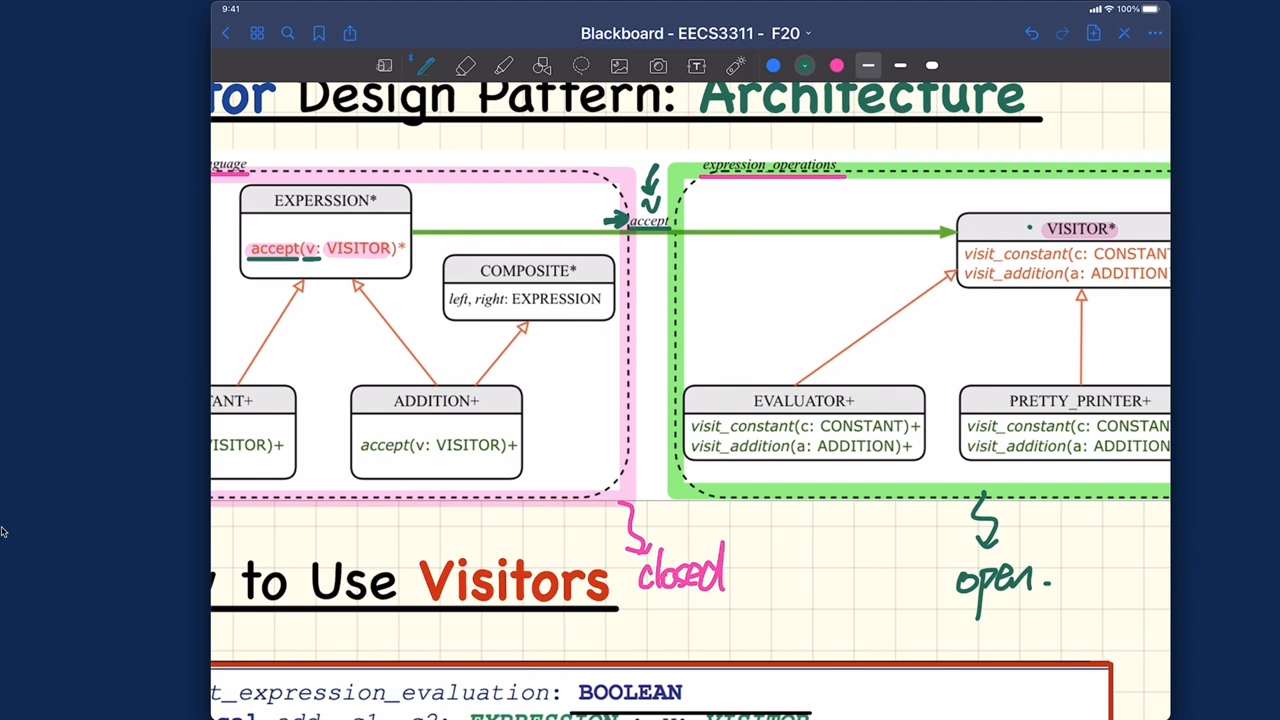 9:41
100%
Blackboard - EECS3311 - F20
tor Design Pattern: Architecture
guage
expression_operations
EXPERSSION*
accept(v: VISITOR)*
accept
VISITOR*
visit_constant(c: CONSTANT
visit_addition(a: ADDITION
COMPOSITE*
left, right: EXPRESSION
TANT+
VISITOR)+
ADDITION+
accept(v: VISITOR)+
EVALUATOR+
visit_constant(c: CONSTANT)+
visit_addition(a: ADDITION)+
PRETTY_PRINTER+
visit_constant(c: CONSTAN
visit_addition(a: ADDITION
closed
open.
to Use Visitors
t_expression_evaluation: BOOLEAN